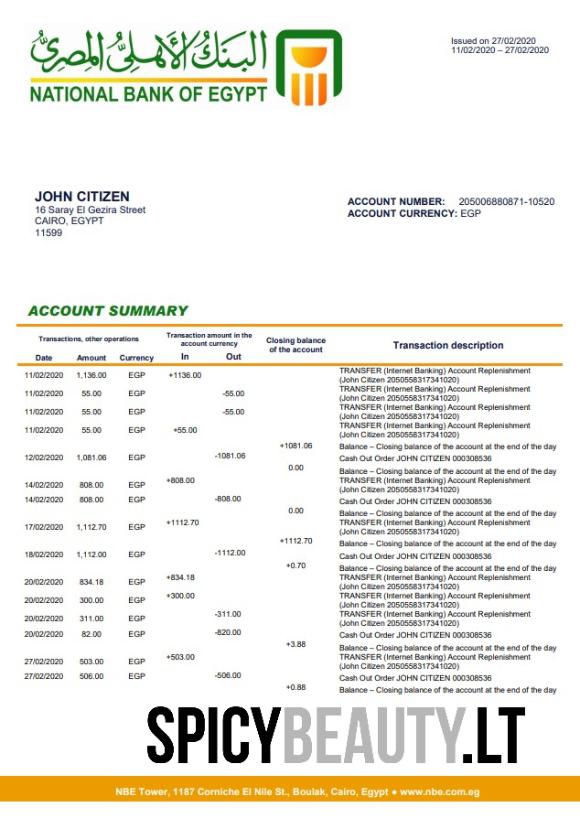 البنك الأهلي المصري
NATIONAL BANK OF EGYPT
Issued on 27/02/2020
11/02/2020 – 27/02/2020
JOHN CITIZEN
16 Saray El Gezira Street
CAIRO, EGYPT
11599
ACCOUNT NUMBER: 205006880871-10520
ACCOUNT CURRENCY: EGP
ACCOUNT SUMMARY
Transactions, other operations
Transaction amount in the
account currency
Closing balance
of the account
Transaction description
Date Amount Currency In Out
11/02/2020 1,136.00 EGP +1136.00 TRANSFER (Internet Banking) Account Replenishment
(John Citizen 2050558317341020)
11/02/2020 55.00 EGP -55.00 TRANSFER (Internet Banking) Account Replenishment
(John Citizen 2050558317341020)
11/02/2020 55.00 EGP -55.00 TRANSFER (Internet Banking) Account Replenishment
(John Citizen 2050558317341020)
11/02/2020 55.00 EGP +55.00 TRANSFER (Internet Banking) Account Replenishment
(John Citizen 2050558317341020)
+1081.06 Balance – Closing balance of the account at the end of the day
12/02/2020 1,081.06 EGP -1081.06 Cash Out Order JOHN CITIZEN 000308536
0.00 Balance – Closing balance of the account at the end of the day
14/02/2020 808.00 EGP +808.00 TRANSFER (Internet Banking) Account Replenishment
(John Citizen 2050558317341020)
14/02/2020 808.00 EGP -808.00 Cash Out Order JOHN CITIZEN 000308536
0.00 Balance – Closing balance of the account at the end of the day
17/02/2020 1,112.70 EGP +1112.70 TRANSFER (Internet Banking) Account Replenishment
(John Citizen 2050558317341020)
+1112.70 Balance – Closing balance of the account at the end of the day
18/02/2020 1,112.00 EGP -1112.00 Cash Out Order JOHN CITIZEN 000308536
+0.70 Balance – Closing balance of the account at the end of the day
20/02/2020 834.18 EGP +834.18 TRANSFER (Internet Banking) Account Replenishment
(John Citizen 2050558317341020)
20/02/2020 300.00 EGP +300.00 TRANSFER (Internet Banking) Account Replenishment
(John Citizen 2050558317341020)
20/02/2020 311.00 EGP -311.00 TRANSFER (Internet Banking) Account Replenishment
(John Citizen 2050558317341020)
20/02/2020 82.00 EGP -820.00 Cash Out Order JOHN CITIZEN 000308536
+3.88 Balance – Closing balance of the account at the end of the day
27/02/2020 503.00 EGP +503.00 TRANSFER (Internet Banking) Account Replenishment
(John Citizen 2050558317341020)
27/02/2020 506.00 EGP -506.00 Cash Out Order JOHN CITIZEN 000308536
+0.88 Balance – Closing balance of the account at the end of the day
SPICYBEAUTY.LT
NBE Tower, 1187 Corniche El Nile St., Boulak, Cairo, Egypt ● www.nbe.com.eg